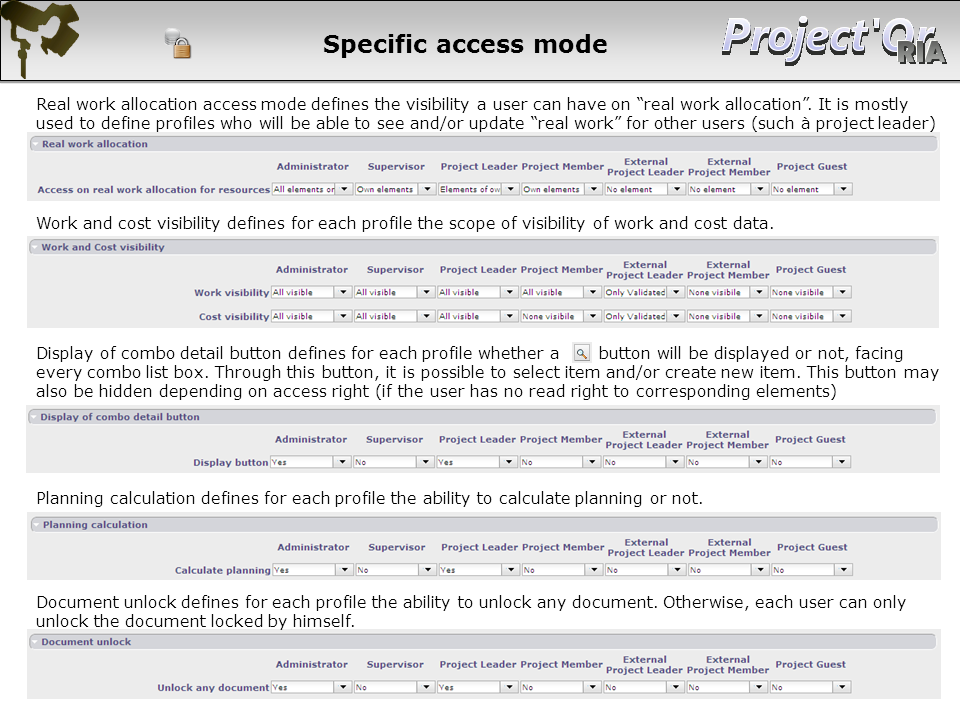 Specific access mode
Project'Or
RIA
Real work allocation access mode defines the visibility a user can have on “real work allocation”. It is mostly
used to define profiles who will be able to see and/or update “real work” for other users (such à project leader)
Real work allocation
Administrator Supervisor Project Leader Project Member External Project Leader External Project Member Project Guest
Access on real work allocation for resources All elements or Own elements Elements of ow Own elements No element No element No element
Work and cost visibility defines for each profile the scope of visibility of work and cost data.
Work and Cost visibility
Administrator Supervisor Project Leader Project Member External Project Leader External Project Member Project Guest
Work visibility All visible All visible All visible All visible Only Validated None visibile None visibile
Cost visibility All visible All visible All visible None visibile Only Validated None visibile None visibile
Display of combo detail button defines for each profile whether a button will be displayed or not, facing
every combo list box. Through this button, it is possible to select item and/or create new item. This button may
also be hidden depending on access right (if the user has no read right to corresponding elements)
Display of combo detail button
Administrator Supervisor Project Leader Project Member External Project Leader External Project Member Project Guest
Display button Yes No Yes No No No No
Planning calculation defines for each profile the ability to calculate planning or not.
Planning calculation
Administrator Supervisor Project Leader Project Member External Project Leader External Project Member Project Guest
Calculate planning Yes No Yes No No No No
Document unlock defines for each profile the ability to unlock any document. Otherwise, each user can only
unlock the document locked by himself.
Document unlock
Administrator Supervisor Project Leader Project Member External Project Leader External Project Member Project Guest
Unlock any document Yes No Yes No No No No